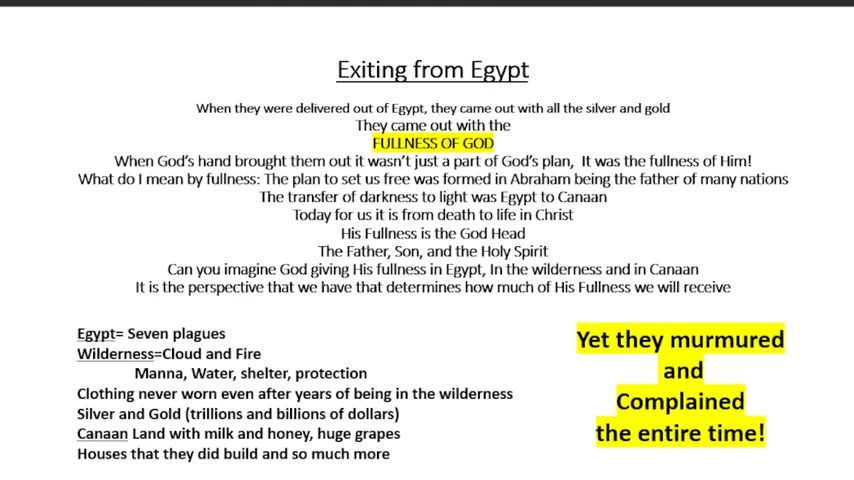 Exiting from Egypt
When they were delivered out of Egypt, they came out with all the silver and gold
They came out with the
FULLNESS OF GOD
When God's hand brought them out it wasn't just a part of God's plan, It was the fullness of Him!
What do I mean by fullness: The plan to set us free was formed in Abraham being the father of many nations
The transfer of darkness to light was Egypt to Canaan
Today for us it is from death to life in Christ
His Fullness is the God Head
The Father, Son, and the Holy Spirit
Can you imagine God giving His fullness in Egypt, In the wilderness and in Canaan
It is the perspective that we have that determines how much of His Fullness we will receive
Egypt= Seven plagues
Wilderness=Cloud and Fire
Manna, Water, shelter, protection
Clothing never worn even after years of being in the wilderness
Silver and Gold (trillions and billions of dollars)
Canaan Land with milk and honey, huge grapes
Houses that they did build and so much more
Yet they murmured
and
Complained
the entire time!